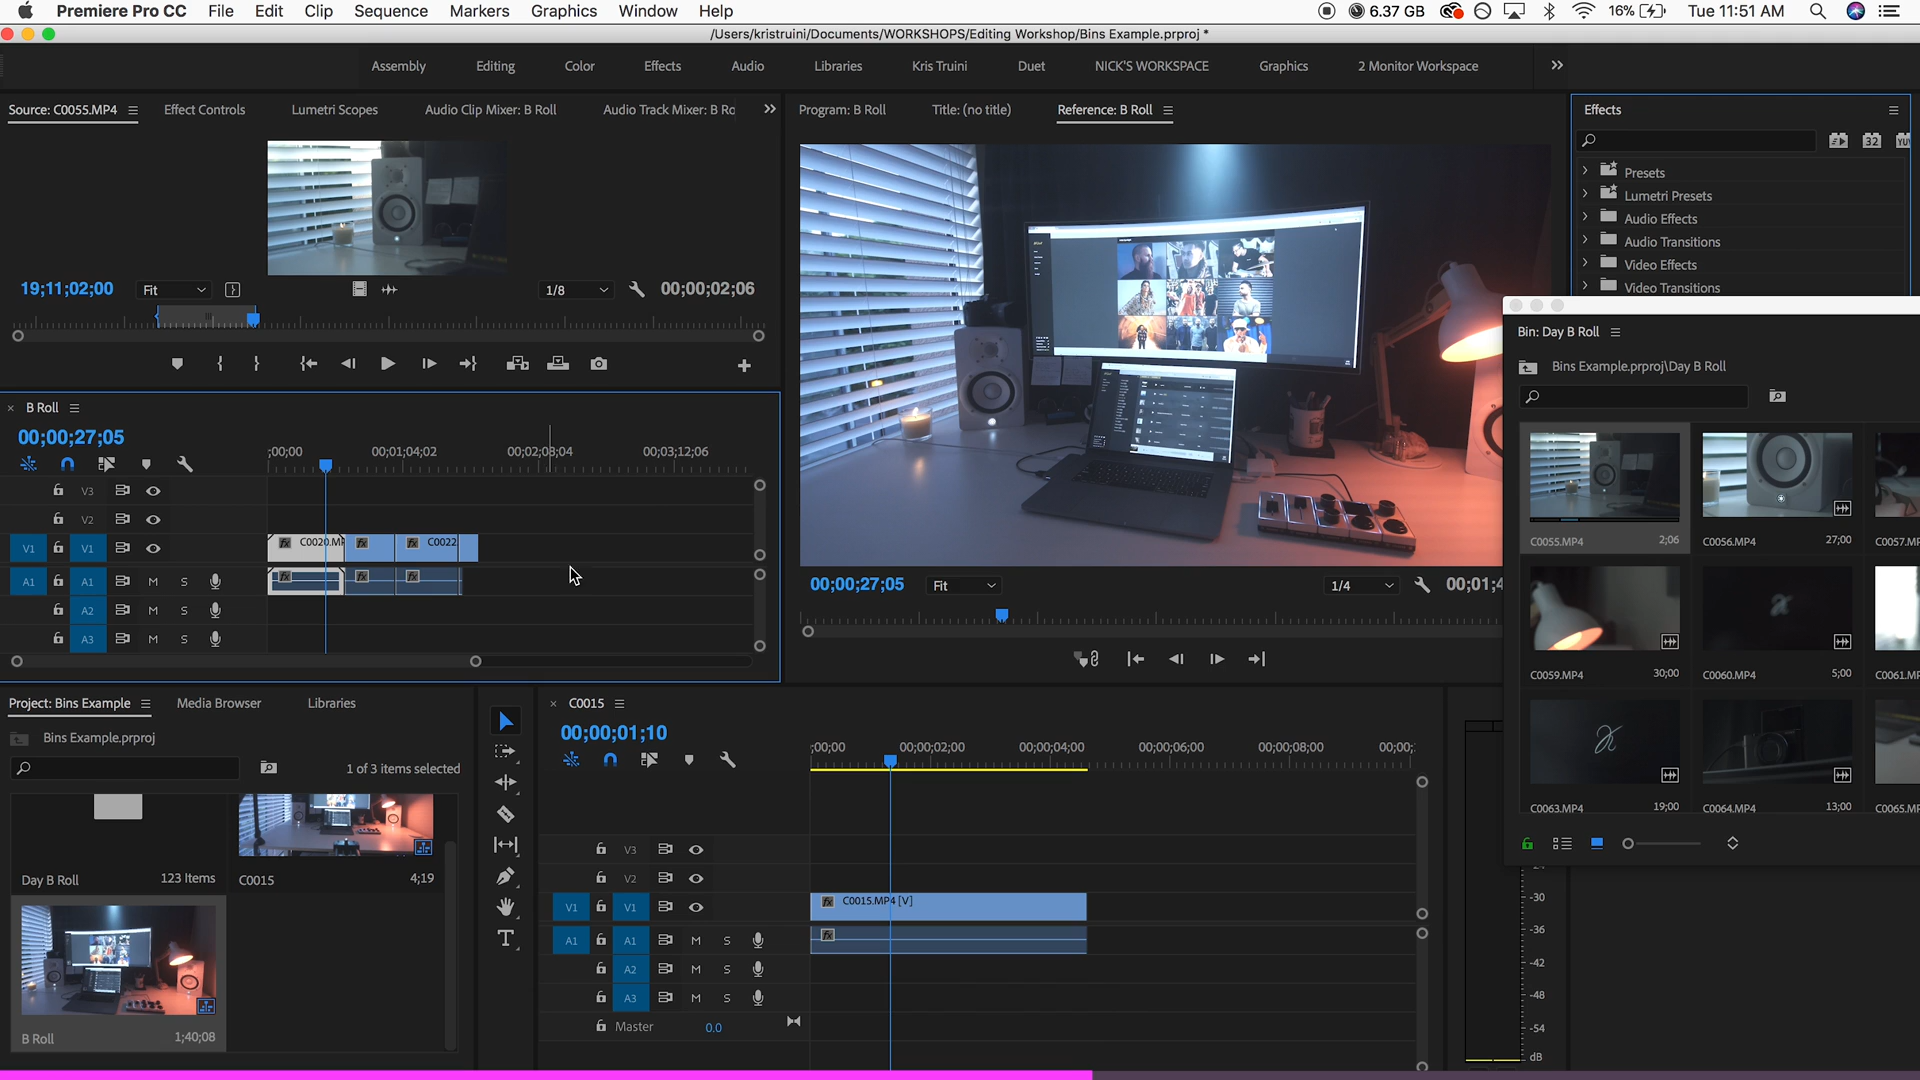 Premiere Pro CC File Edit Clip Sequence Markers Graphics Window Help 6.37 GB 16% Tue 11:51 AM
/Users/kristruini/Documents/WORKSHOPS/Editing Workshop/Bins Example.prproj *
Assembly Editing Color Effects Audio Libraries Kris Truini Duet NICK'S WORKSPACE Graphics 2 Monitor Workspace
Source: C0055.MP4 Effect Controls Lumetri Scopes Audio Clip Mixer: B Roll Audio Track Mixer: B Ro
19;11;02;00 Fit 1/8 00;00;02;06
Program: B Roll Title: (no title) Reference: B Roll
00;00;27;05 Fit 1/4 00;01;4
Effects
32 YU
Presets
Lumetri Presets
Audio Effects
Audio Transitions
Video Effects
Video Transitions
Bin: Day B Roll
Bins Example.prproj\Day B Roll
C0055.MP4 2;06
C0056.MP4 27;00
C0057.M
C0059.MP4 30;00
C0060.MP4 5;00
C0061.M
C0063.MP4 19;00
C0064.MP4 13;00
C0065.M
B Roll
00;00;27;05
;00;00 00;01;04;02 00;02;08;04 00;03;12;06
V3
V2
V1 V1 fx C0020.MP fx fx C0022
A1 A1 M S fx fx fx
A2 M S
A3 M S
Project: Bins Example Media Browser Libraries
Bins Example.prproj
1 of 3 items selected
Day B Roll 123 Items
C0015 4;19
B Roll 1;40;08
T
C0015
00;00;01;10
;00;00 00;00;02;00 00;00;04;00 00;00;06;00 00;00;08;00 00;00;
V3
V2
V1 V1 fx C0015.MP4 [V]
A1 A1 M S fx
A2 M S
A3 M S
Master 0.0
-30
-36
-42
-48
-54
dB